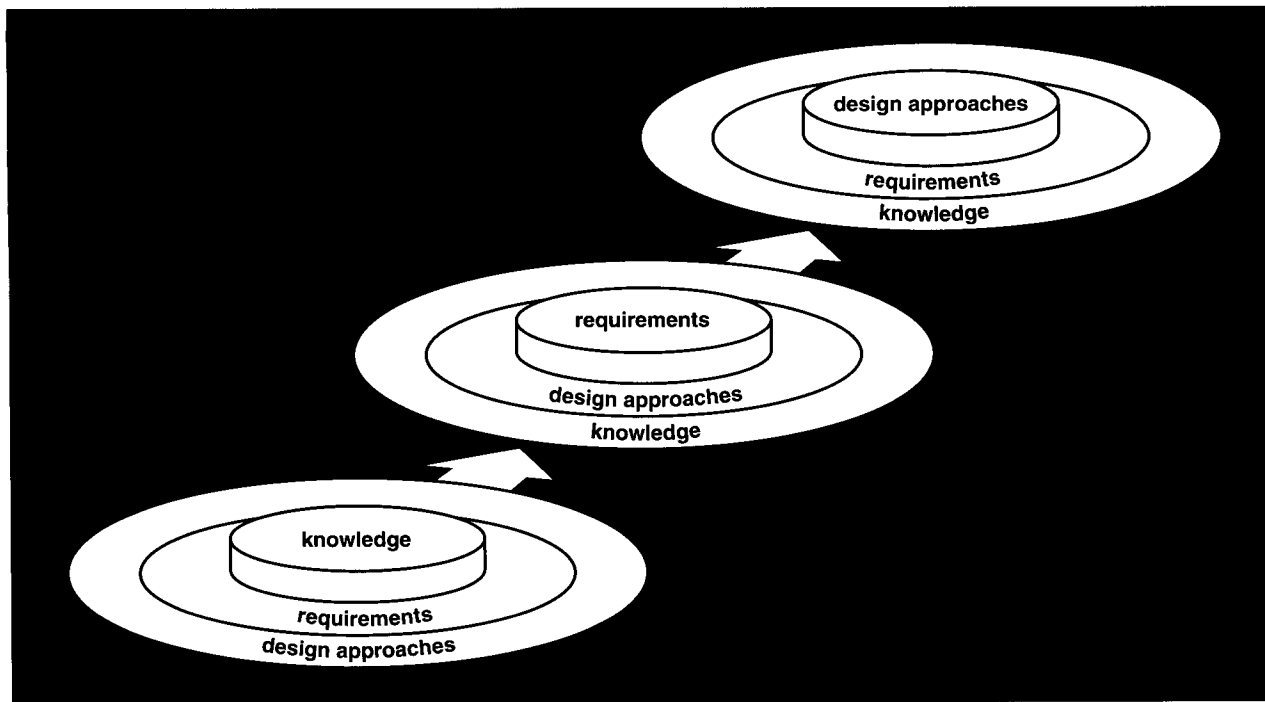 design approaches
requirements
knowledge
requirements
design approaches
knowledge
knowledge
requirements
design approaches